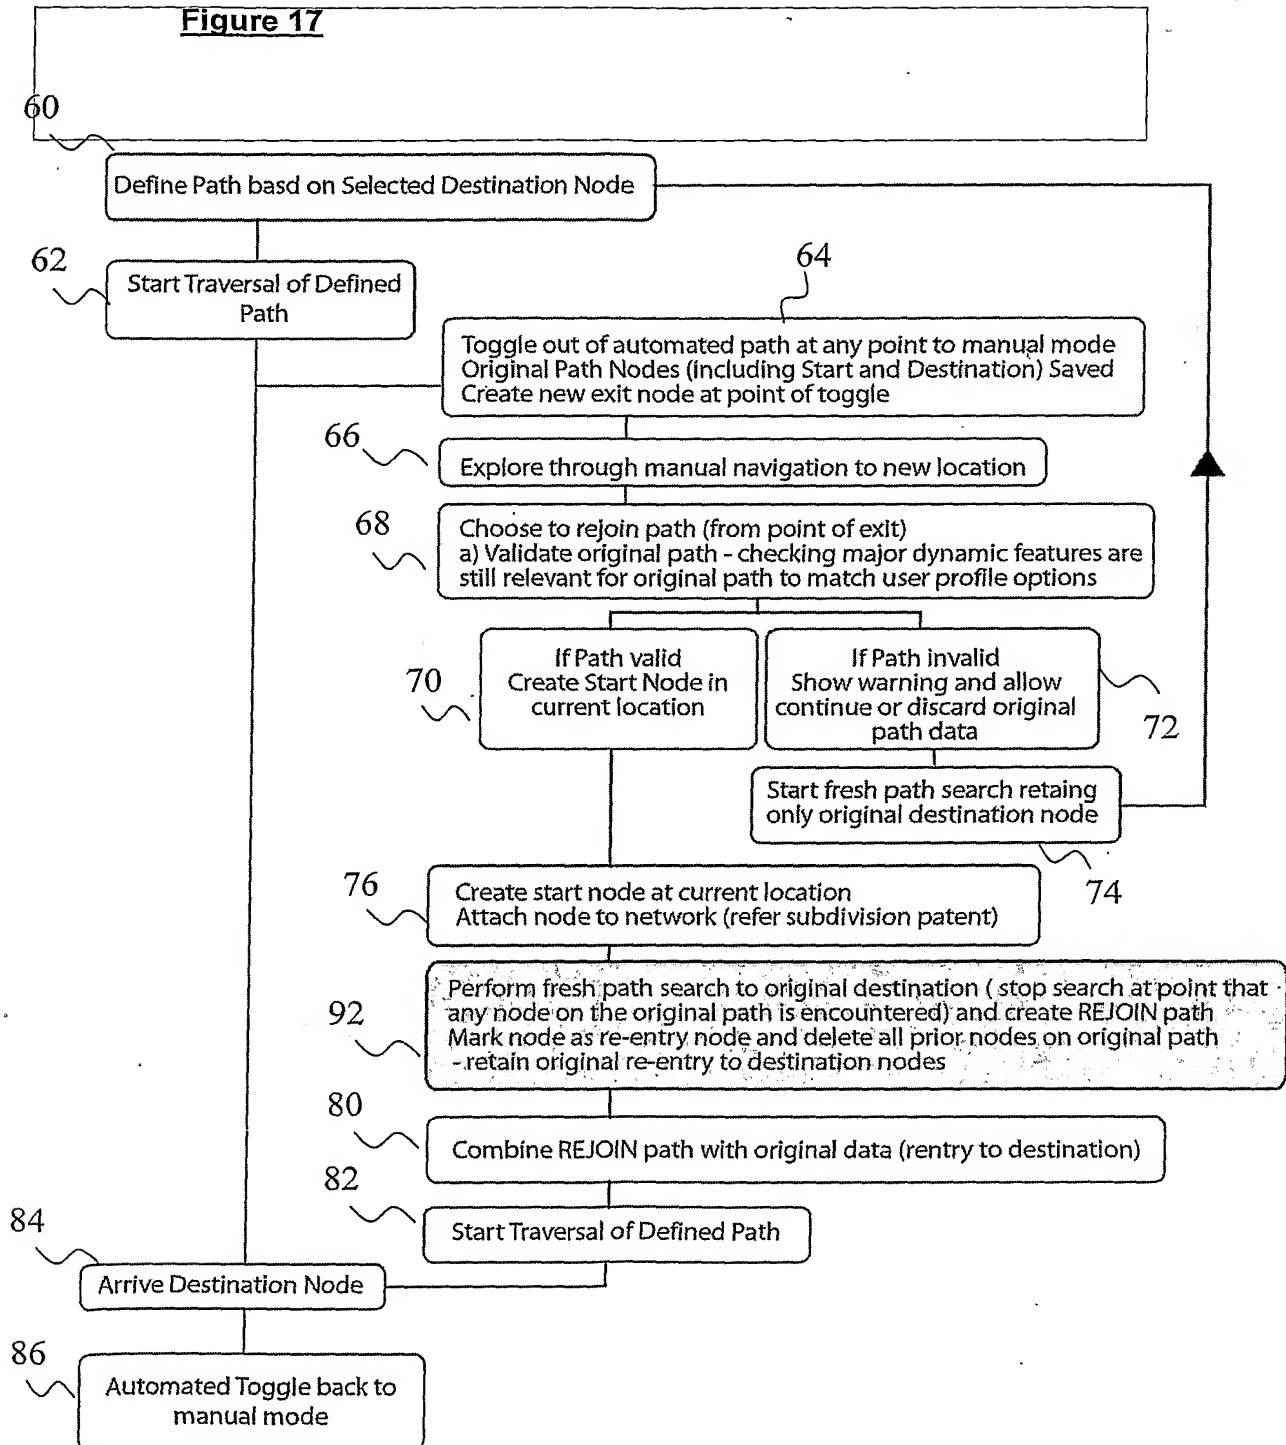 Figure 17
60
Define Path basd on Selected Destination Node
62
Start Traversal of Defined
Path
64
Toggle out of automated path at any point to manual mode
Original Path Nodes (including Start and Destination) Saved
Create new exit node at point of toggle
66
Explore through manual navigation to new location
68
Choose to rejoin path (from point of exit)
a) Validate original path - checking major dynamic features are
still relevant for original path to match user profile options
70
If Path valid
Create Start Node in
current location
If Path invalid
Show warning and allow
continue or discard original
path data
72
Start fresh path search retaing
only original destination node
74
76
Create start node at current location
Attach node to network (refer subdivision patent)
92
Perform fresh path search to original destination ( stop search at point that
any node on the original path is encountered) and create REJOIN path
Mark node as re-entry node and delete all prior nodes on original path
- retain original re-entry to destination nodes
80
Combine REJOIN path with original data (rentry to destination)
82
Start Traversal of Defined Path
84
Arrive Destination Node
86
Automated Toggle back to
manual mode